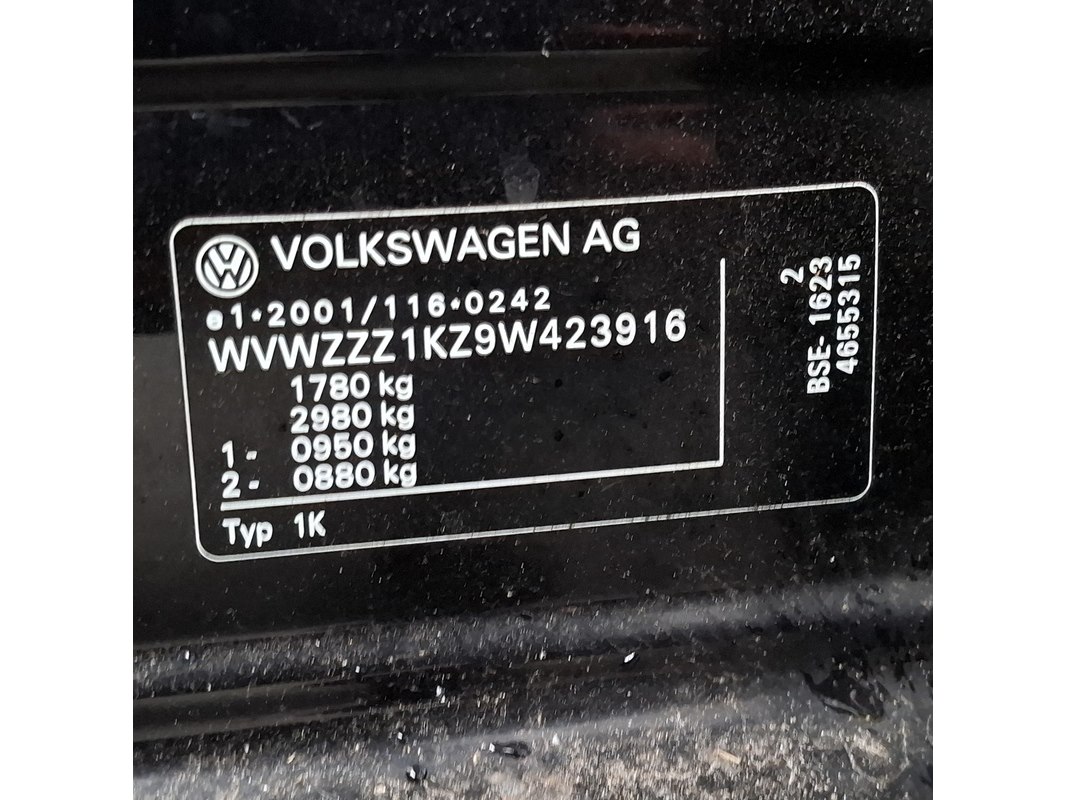 VOLKSWAGEN AG
e1*2001/116*0242
WVWZZZ1KZ9W423916
1780 kg
2980 kg
1- 0950 kg
2- 0880 kg
Typ 1K
2
BSE- 1623
4655315